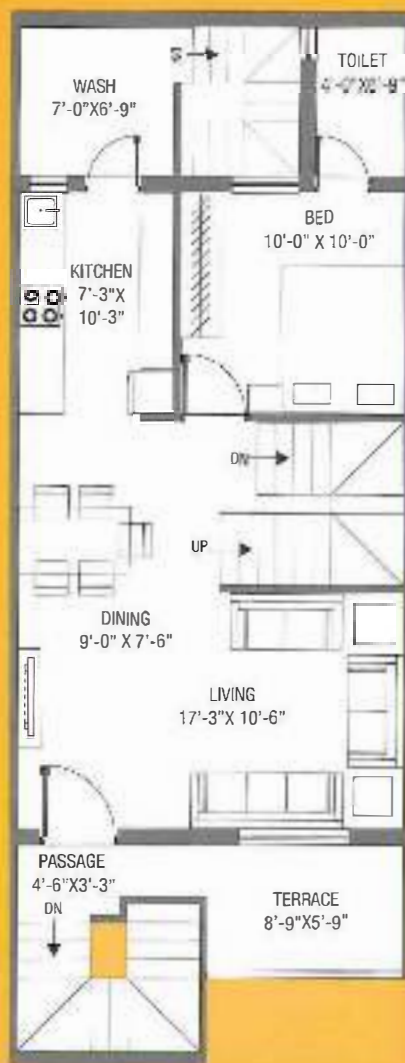 WASH
7'-0"X6'-9"
TOILET
KITCHEN
7'-3"X
10'-3"
BED
10'-0" X 10'-0"
DN
UP
DINING
9'-0" X 7'-6"
LIVING
17'-3"X 10'-6"
PASSAGE
4'-6"X3'-3"
DN
TERRACE
8'-9"X5'-9"